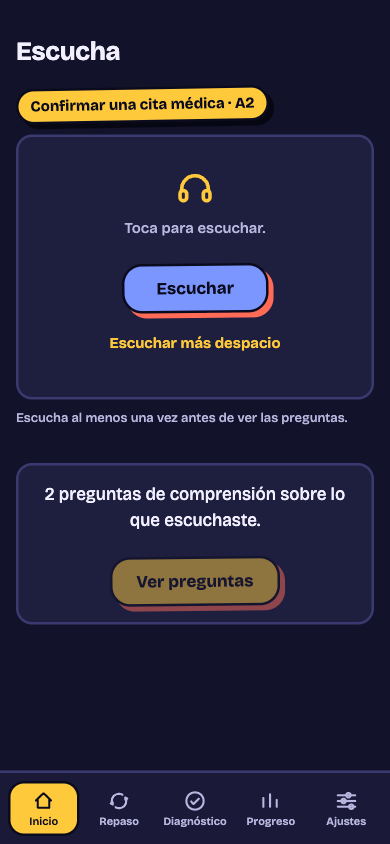 Escucha
Confirmar una cita médica · A2
Toca para escuchar.
Escuchar
Escuchar más despacio
Escucha al menos una vez antes de ver las preguntas.
2 preguntas de comprensión sobre lo
que escuchaste.
Ver preguntas
Inicio
Repaso
Diagnóstico
Progreso
Ajustes